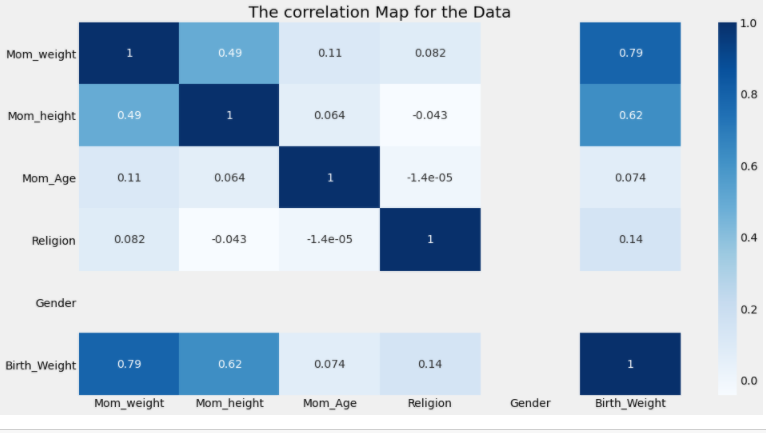 The correlation Map for the Data
Mom_weight 1 0.49 0.11 0.082 0.79
Mom_height 0.49 1 0.064 -0.043 0.62
Mom_Age 0.11 0.064 1 -1.4e-05 0.074
Religion 0.082 -0.043 -1.4e-05 1 0.14
Gender
Birth_Weight 0.79 0.62 0.074 0.14 1
Mom_weight Mom_height Mom_Age Religion Gender Birth_Weight
1.0
0.8
0.6
0.4
0.2
0.0